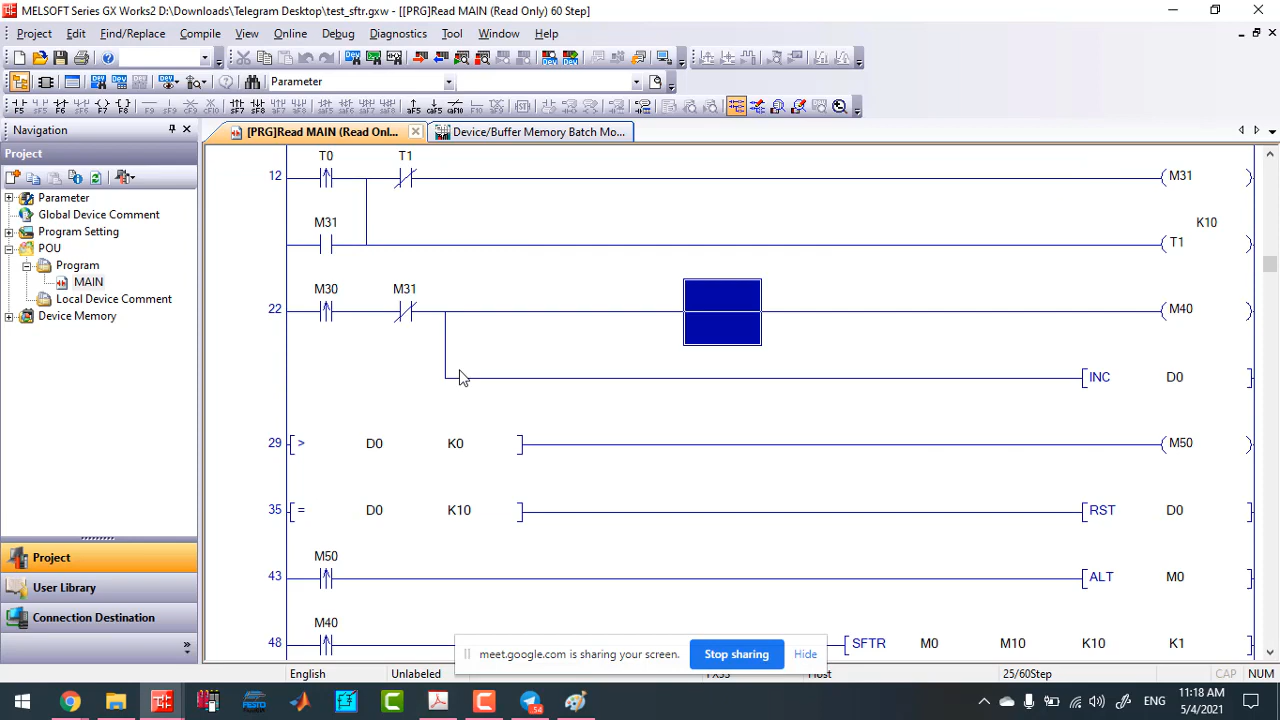 MELSOFT Series GX Works2 D:\Downloads\Telegram Desktop\test_sftr.gxw - [[PRG]Read MAIN (Read Only) 60 Step]
Project Edit Find/Replace Compile View Online Debug Diagnostics Tool Window Help
Parameter
Navigation
[PRG]Read MAIN (Read Onl...
Device/Buffer Memory Batch Mo...
Project
Parameter
Global Device Comment
Program Setting
POU
Program
MAIN
Local Device Comment
Device Memory
Project
User Library
Connection Destination
T0 T1
12 M31
M31 K10
T1
M30 M31
22 M40
INC D0
29 > D0 K0 M50
35 = D0 K10 RST D0
M50
43 ALT M0
M40
48 SFTR M0 M10 K10 K1
meet.google.com is sharing your screen. Stop sharing Hide
English Unlabeled Host 25/60Step CAP NUM
54
ENG
11:18 AM
5/4/2021